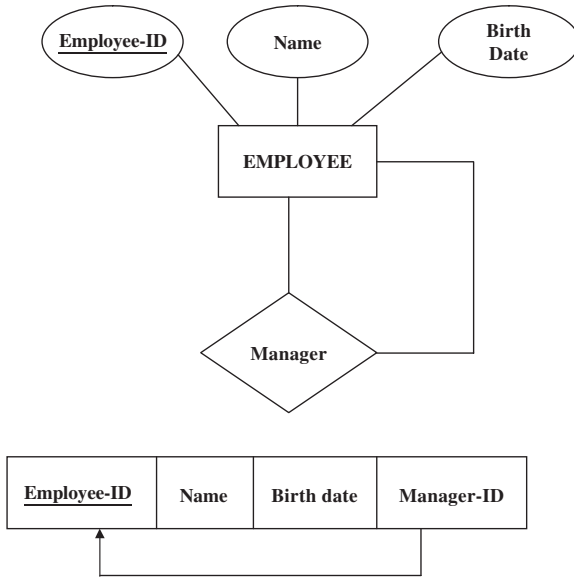 Employee-ID
Name
Birth
Date
EMPLOYEE
Manager
Employee-ID Name Birth date Manager-ID